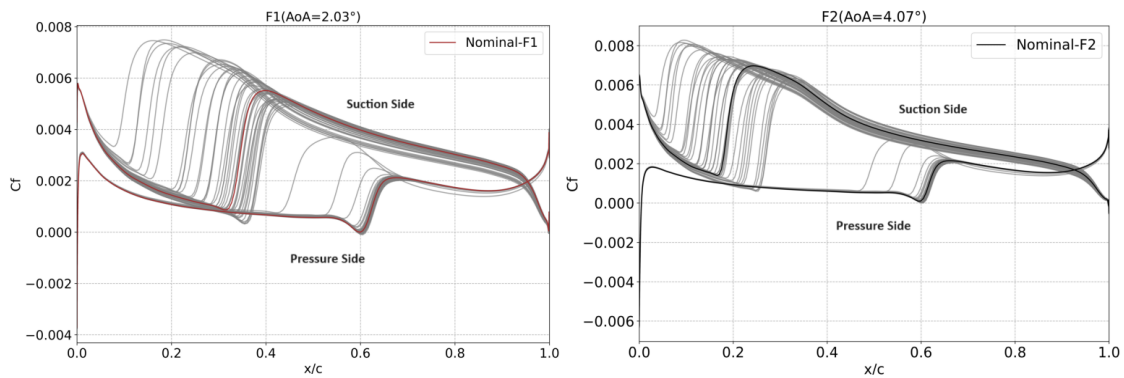 F1(AoA=2.03°)
0.008
0.006
0.004
0.002
0.000
−0.002
−0.004
Cf
Nominal-F1
Suction Side
Pressure Side
0.0 0.2 0.4 0.6 0.8 1.0
x/c
F2(AoA=4.07°)
0.008
0.006
0.004
0.002
0.000
−0.002
−0.004
−0.006
Cf
Nominal-F2
Suction Side
Pressure Side
0.0 0.2 0.4 0.6 0.8 1.0
x/c